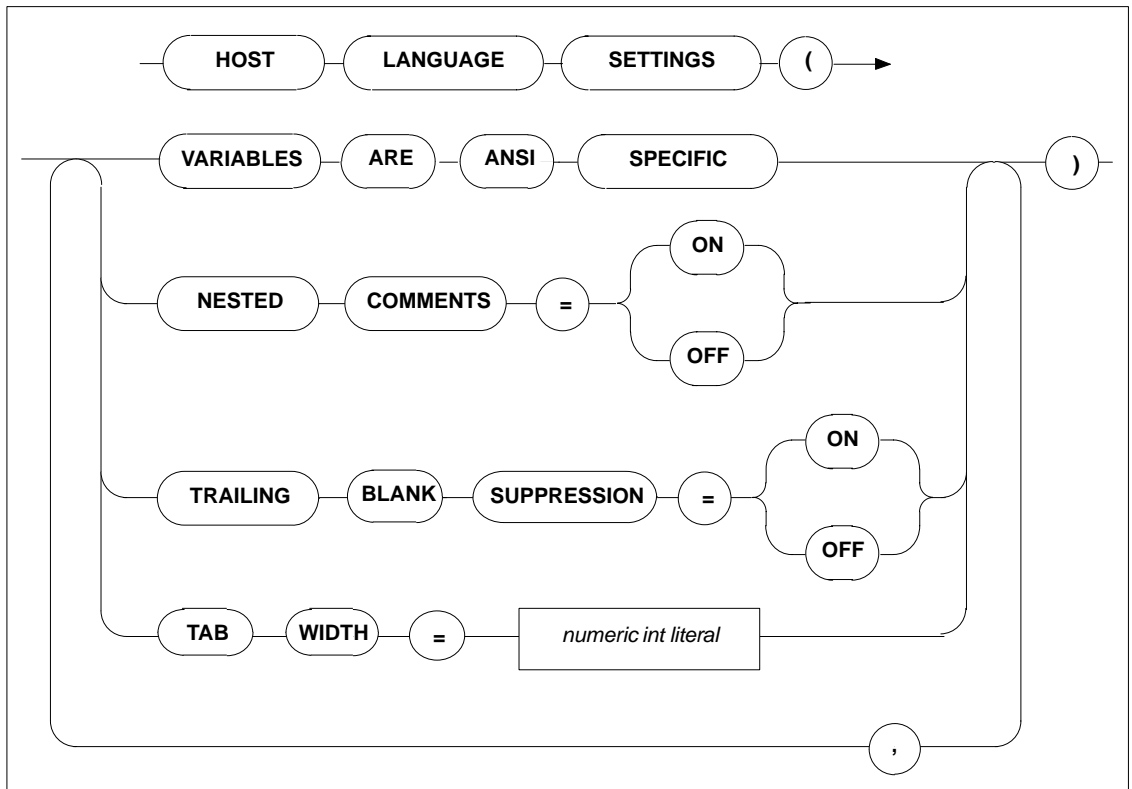 HOST LANGUAGE SETTINGS (
VARIABLES ARE ANSI SPECIFIC )
ON
NESTED COMMENTS =
OFF
ON
TRAILING BLANK SUPPRESSION =
OFF
TAB WIDTH = numeric int literal
,